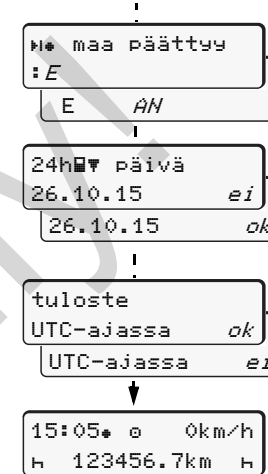 maa päättyy
:E
E AN
24h päivä
26.10.15 ei
26.10.15 ok
tuloste
UTC-ajassa ok
UTC-ajassa ei
15:05 0km/h
h 123456.7km h